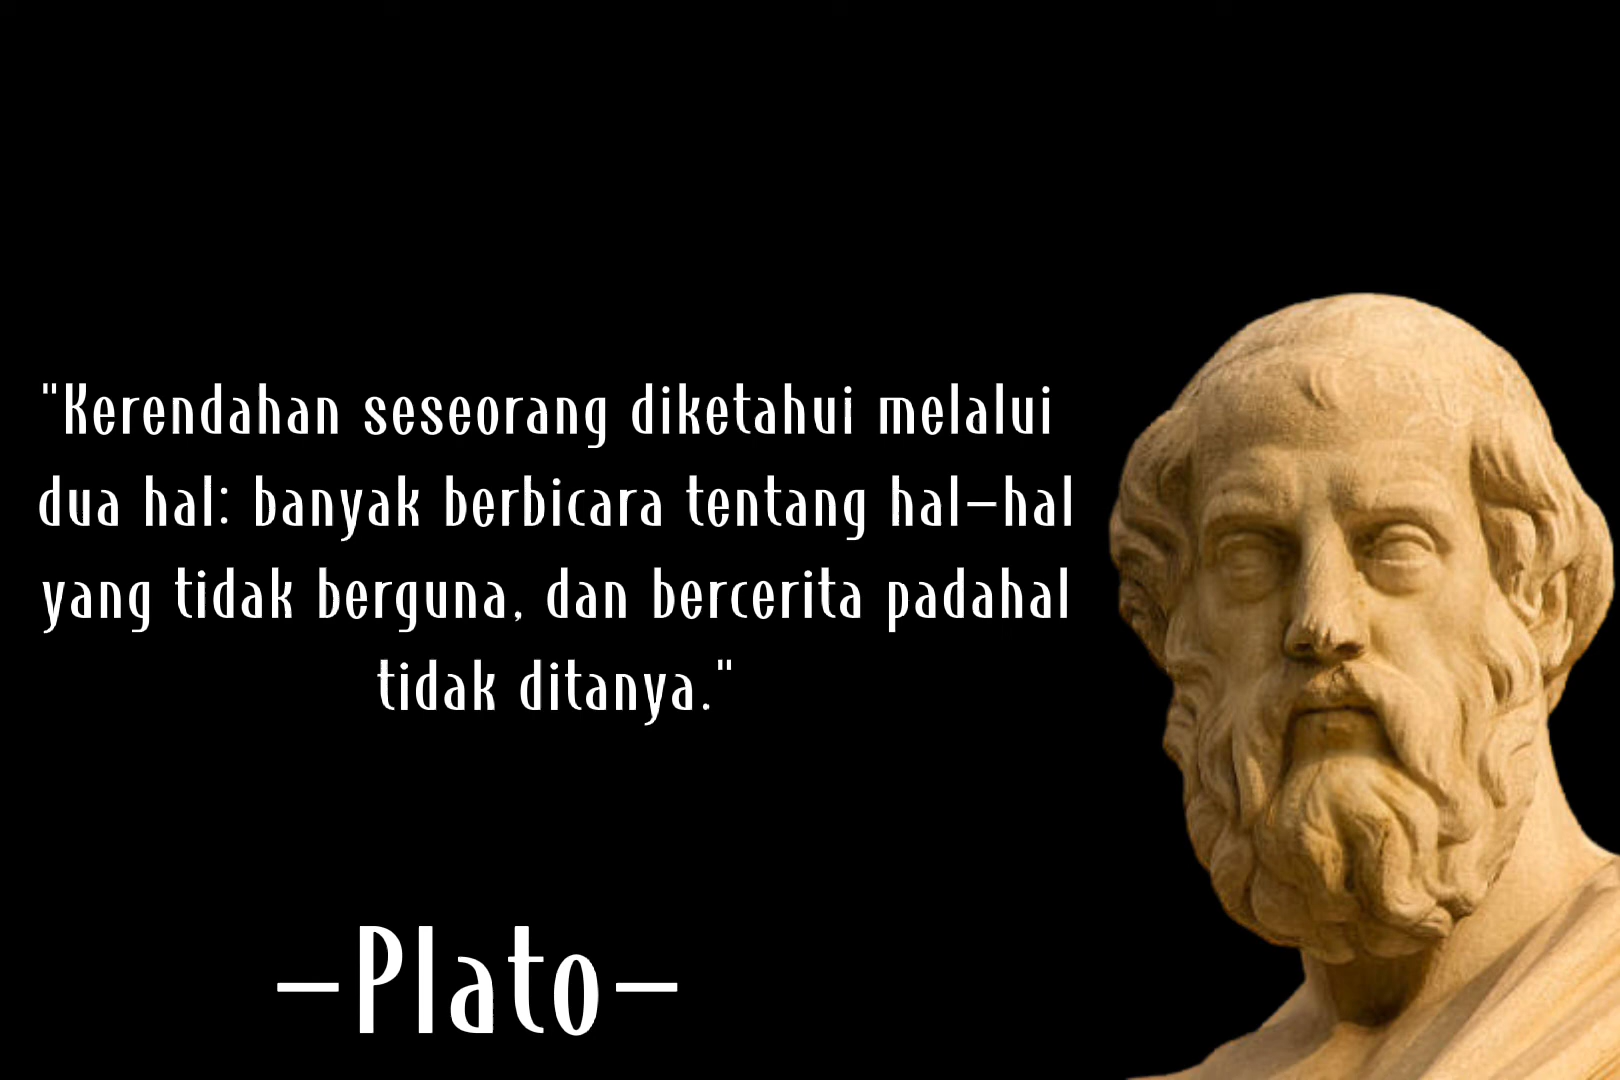 "Kerendahan seseorang diketahui melalui
dua hal: banyak berbicara tentang hal-hal
yang tidak berguna, dan bercerita padahal
tidak ditanya."
-Plato-